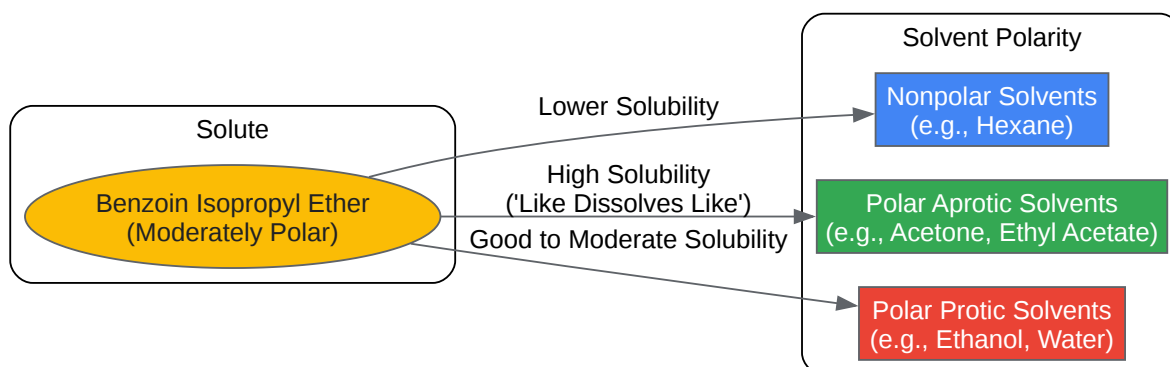 Solute
Benzoin Isopropyl Ether
(Moderately Polar)
Lower Solubility
High Solubility
('Like Dissolves Like')
Good to Moderate Solubility
Solvent Polarity
Nonpolar Solvents
(e.g., Hexane)
Polar Aprotic Solvents
(e.g., Acetone, Ethyl Acetate)
Polar Protic Solvents
(e.g., Ethanol, Water)